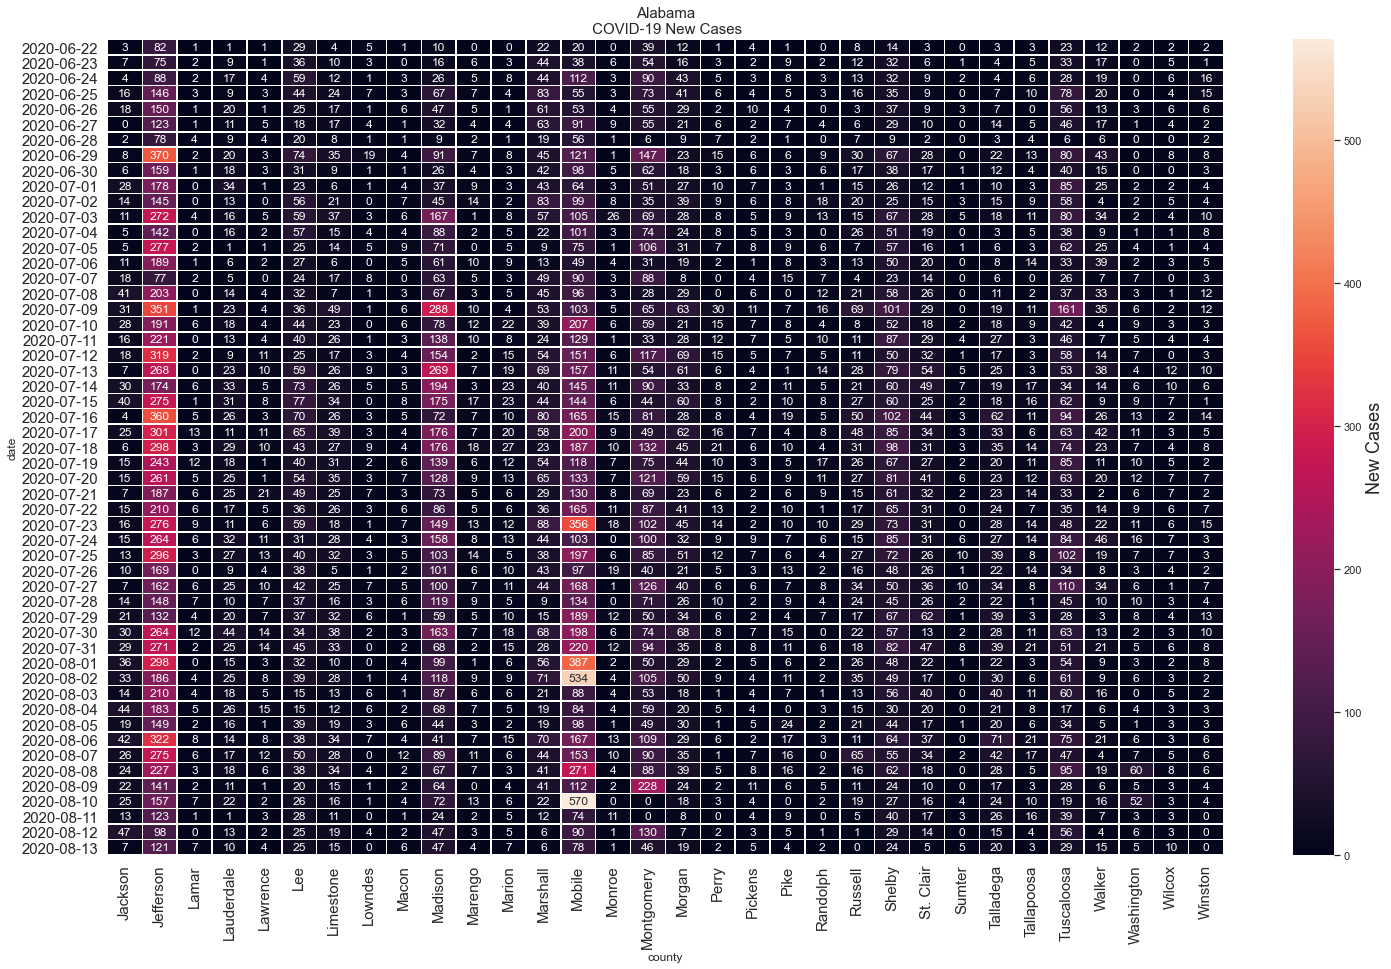 Alabama
COVID-19 New Cases
2020-06-22 3 82 1 1 1 29 4 5 1 10 0 0 22 20 0 39 12 1 4 1 0 8 14 3 0 3 3 23 12 2 2 2
2020-06-23 7 75 2 9 1 36 10 3 0 16 6 3 44 38 6 54 16 3 2 9 2 12 32 6 1 4 5 33 17 0 5 1
2020-06-24 4 88 2 17 4 59 12 1 3 26 5 8 44 112 3 90 43 5 3 8 3 13 32 9 2 4 6 28 19 0 6 16
2020-06-25 16 146 3 9 3 44 24 7 3 67 7 4 83 55 3 73 41 6 4 5 3 16 35 9 0 7 10 78 20 0 4 15
2020-06-26 18 150 1 20 1 25 17 1 6 47 5 1 61 53 4 55 29 2 10 4 0 3 37 9 3 7 0 56 13 3 6 6
2020-06-27 0 123 1 11 5 18 17 4 1 32 4 4 63 91 9 55 21 6 2 7 4 6 29 10 0 14 5 46 17 1 4 2
2020-06-28 2 78 4 9 4 20 8 1 1 9 2 1 19 56 1 6 9 7 2 1 0 7 9 2 0 3 4 6 6 0 0 2
2020-06-29 8 370 2 20 3 74 35 19 4 91 7 8 45 121 1 147 23 15 6 6 9 30 67 28 0 22 13 80 43 0 8 8
2020-06-30 6 159 1 18 3 31 9 1 1 26 4 3 42 98 5 62 18 3 6 3 6 17 38 17 1 12 4 40 15 0 0 3
2020-07-01 28 178 0 34 1 23 6 1 4 37 9 3 43 64 3 51 27 10 7 3 1 15 26 12 1 10 3 85 25 2 2 4
2020-07-02 14 145 0 13 0 56 21 0 7 45 14 2 83 99 8 35 39 9 6 8 18 20 25 15 3 15 9 58 4 2 5 4
2020-07-03 11 272 4 16 5 59 37 3 6 167 1 8 57 105 26 69 28 8 5 9 13 15 67 28 5 18 11 80 34 2 4 10
2020-07-04 5 142 0 16 2 57 15 4 4 88 2 5 22 101 3 74 24 8 5 3 0 26 51 19 0 3 5 38 9 1 1 8
2020-07-05 5 277 2 1 1 25 14 5 9 71 0 5 9 75 1 106 31 7 8 9 6 7 57 16 1 6 3 62 25 4 1 4
2020-07-06 11 189 1 6 2 27 6 0 5 61 10 9 13 49 4 31 19 2 1 8 3 13 50 20 0 8 14 33 39 2 3 5
2020-07-07 18 77 2 5 0 24 17 8 0 63 5 3 49 90 3 88 8 0 4 15 7 4 23 14 0 6 0 26 7 7 0 3
2020-07-08 41 203 0 14 4 32 7 1 3 67 3 5 45 96 3 28 29 0 6 0 12 21 58 26 0 11 2 37 33 3 1 12
2020-07-09 31 351 1 23 4 36 49 1 6 288 10 4 53 103 5 65 63 30 11 7 16 69 101 29 0 19 11 161 35 6 2 12
2020-07-10 28 191 6 18 4 44 23 0 6 78 12 22 39 207 6 59 21 15 7 8 4 8 52 18 2 18 9 42 4 9 3 3
2020-07-11 16 221 0 13 4 40 26 1 3 138 10 8 24 129 1 33 28 12 7 5 10 11 87 29 4 27 3 46 7 5 4 4
2020-07-12 18 319 2 9 11 25 17 3 4 154 2 15 54 151 6 117 69 15 5 7 5 11 50 32 1 17 3 58 14 7 0 3
2020-07-13 7 268 0 23 10 59 26 9 3 269 7 19 69 157 11 54 61 6 4 1 14 28 79 54 5 25 3 53 38 4 12 10
2020-07-14 30 174 6 33 5 73 26 5 5 194 3 23 40 145 11 90 33 8 2 11 5 21 60 49 7 19 17 34 14 6 10 6
2020-07-15 40 275 1 31 8 77 34 0 8 175 17 23 44 144 6 44 60 8 2 10 8 27 60 25 2 18 16 62 9 9 7 1
2020-07-16 4 360 5 26 3 70 26 3 5 72 7 10 80 165 15 81 28 8 4 19 5 50 102 44 3 62 11 94 26 13 2 14
2020-07-17 25 301 13 11 11 65 39 3 4 176 7 20 58 200 9 49 62 16 7 4 8 48 85 34 3 33 6 63 42 11 3 5
2020-07-18 6 298 3 29 10 43 27 9 4 176 18 27 23 187 10 132 45 21 6 10 4 31 98 31 3 35 14 74 23 7 4 8
2020-07-19 15 243 12 18 1 40 31 2 6 139 6 12 54 118 7 75 44 10 3 5 17 26 67 27 2 20 11 85 11 10 5 2
2020-07-20 15 261 5 25 1 54 35 3 7 128 9 13 65 133 7 121 59 15 6 9 11 27 81 41 6 23 12 63 20 12 7 7
2020-07-21 7 187 6 25 21 49 25 7 3 73 5 6 29 130 8 69 23 6 2 6 9 15 61 32 2 23 14 33 2 6 7 2
2020-07-22 15 210 6 17 5 36 26 3 6 86 5 6 36 165 11 87 41 13 2 10 1 17 65 31 0 24 7 35 14 9 6 7
2020-07-23 16 276 9 11 6 59 18 1 7 149 13 12 88 356 18 102 45 14 2 10 10 29 73 31 0 28 14 48 22 11 6 15
2020-07-24 15 264 6 32 11 31 28 4 3 158 8 13 44 103 0 100 32 9 9 7 6 15 85 31 6 27 14 84 46 16 7 3
2020-07-25 13 296 3 27 13 40 32 3 5 103 14 5 38 197 6 85 51 12 7 6 4 27 72 26 10 39 8 102 19 7 7 3
2020-07-26 10 169 0 9 4 38 5 1 2 101 6 10 43 97 19 40 21 5 3 13 2 16 48 26 1 22 14 34 8 3 4 2
2020-07-27 7 162 6 25 10 42 25 7 5 100 7 11 44 168 1 126 40 6 6 7 8 34 50 36 10 34 8 110 34 6 1 7
2020-07-28 14 148 7 10 7 37 16 3 6 119 9 5 9 134 0 71 26 10 2 9 4 24 45 26 2 22 1 45 10 10 3 4
2020-07-29 21 132 4 20 7 37 32 6 1 59 5 10 15 189 12 50 34 6 2 4 7 17 67 62 1 39 3 28 3 8 4 13
2020-07-30 30 264 12 44 14 34 38 2 3 163 7 18 68 198 6 74 68 8 7 15 0 22 57 13 2 28 11 63 13 2 3 10
2020-07-31 29 271 2 25 14 45 33 0 2 68 2 15 28 220 12 94 35 8 8 11 6 18 82 47 8 39 21 51 21 5 6 8
2020-08-01 36 298 0 15 3 32 10 0 4 99 1 6 56 387 2 50 29 2 5 6 2 26 48 22 1 22 3 54 9 3 2 8
2020-08-02 33 186 4 25 8 39 28 1 4 118 9 9 71 534 4 105 50 9 4 11 2 35 49 17 0 30 6 61 9 6 3 2
2020-08-03 14 210 4 18 5 15 13 6 1 87 6 6 21 88 4 53 18 1 4 7 1 13 56 40 0 40 11 60 16 0 5 2
2020-08-04 44 183 5 26 15 15 12 6 2 68 7 5 19 84 4 59 20 5 4 0 3 15 30 20 0 21 8 17 6 4 3 3
2020-08-05 19 149 2 16 1 39 19 3 6 44 3 2 19 98 1 49 30 1 5 24 2 21 44 17 1 20 6 34 5 1 3 3
2020-08-06 42 322 8 14 8 38 34 7 4 41 7 15 70 167 13 109 29 6 2 17 3 11 64 37 0 71 21 75 21 6 3 6
2020-08-07 26 275 6 17 12 50 28 0 12 89 11 6 44 153 10 90 35 1 7 16 0 65 55 34 2 42 17 47 4 7 5 6
2020-08-08 24 227 3 18 6 38 34 4 2 67 7 3 41 271 4 88 39 5 8 16 2 16 62 18 0 28 5 95 19 60 8 6
2020-08-09 22 141 2 11 1 20 15 1 2 64 0 4 41 112 2 228 24 2 11 6 5 11 24 10 0 17 3 28 6 5 3 4
2020-08-10 25 157 7 22 2 26 16 1 4 72 13 6 22 570 0 0 18 3 4 0 2 19 27 16 4 24 10 19 16 52 3 4
2020-08-11 13 123 1 1 3 28 11 0 1 24 2 5 12 74 11 0 8 0 4 9 0 5 40 17 3 26 16 39 7 3 3 0
2020-08-12 47 98 0 13 2 25 19 4 2 47 3 5 6 90 1 130 7 2 3 5 1 1 29 14 0 15 4 56 4 6 3 0
2020-08-13 7 121 7 10 4 25 15 0 6 47 4 7 6 78 1 46 19 2 5 4 2 0 24 5 5 20 3 29 15 5 10 0
date
Jackson Jefferson Lamar Lauderdale Lawrence Lee Limestone Lowndes Macon Madison Marengo Marion Marshall Mobile Monroe Montgomery Morgan Perry Pickens Pike Randolph Russell Shelby St. Clair Sumter Talladega Tallapoosa Tuscaloosa Walker Washington Wilcox Winston
county
500
400
300
200
100
0
New Cases